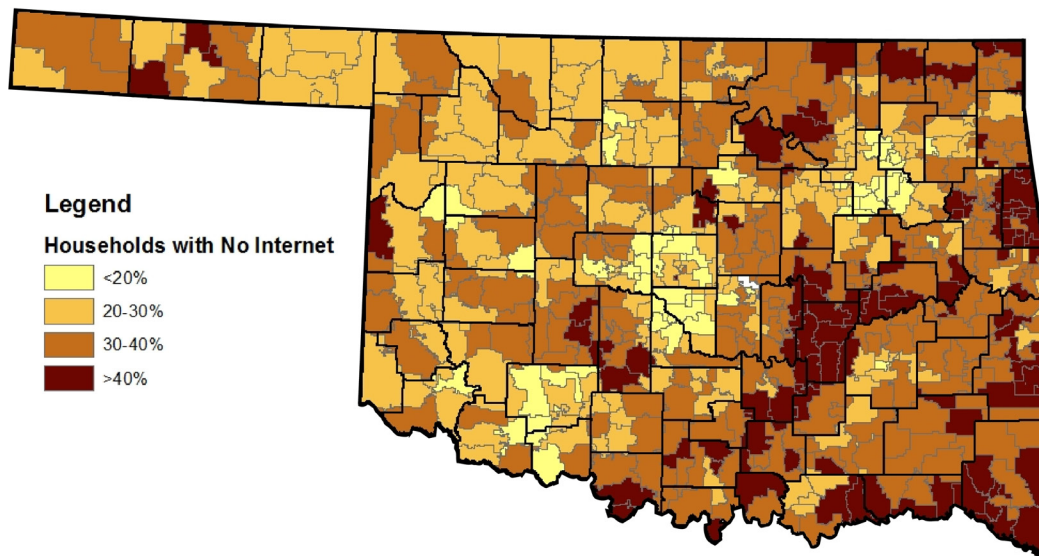 Legend
Households with No Internet
<20%
20-30%
30-40%
>40%